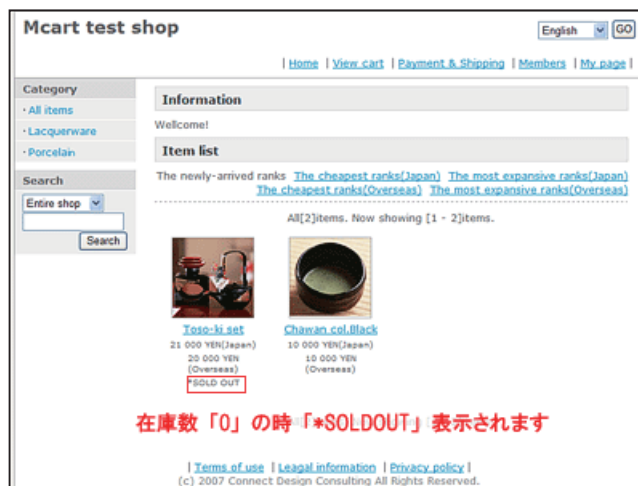 Mcart test shop
English GO
| Home | View cart | Payment & Shipping | Members | My page |
Category
・All items
・Lacquerware
・Porcelain
Search
Entire shop
Search
Information
Wellcome!
Item list
The newly-arrived ranks The cheapest ranks(Japan) The most expansive ranks(Japan)
The cheapest ranks(Overseas) The most expansive ranks(Overseas)
All[2]items. Now showing [1 - 2]items.
Toso-ki set
21 000 YEN(Japan)
20 000 YEN
(Overseas)
*SOLD OUT
Chawan col.Black
10 000 YEN(Japan)
10 000 YEN
(Overseas)
在庫数「0」の時「*SOLDOUT」表示されます
| Terms of use | Leagal information | Privacy policy |
(c) 2007 Connect Design Consulting All Rights Reserved.